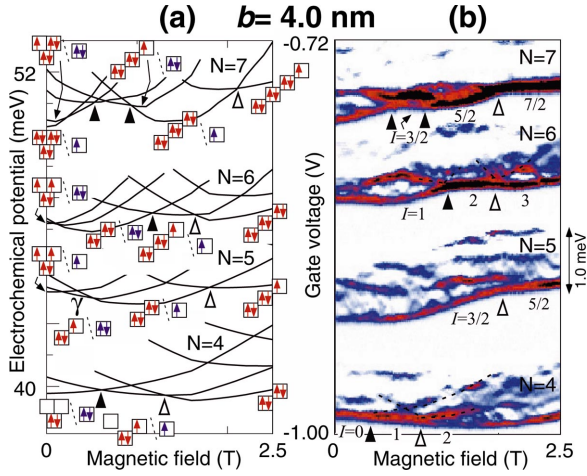 (a) b= 4.0 nm (b)
Electrochemical potential (meV)
52
40
N=7
N=6
N=5
γ
N=4
0
2.5
Magnetic field (T)
-0.72
Gate voltage (V)
-1.00
N=7
I=3/2
5/2
7/2
N=6
I=1
2
3
N=5
I=3/2
5/2
1.0 meV
N=4
I=0
1
2
0
2.5
Magnetic field (T)